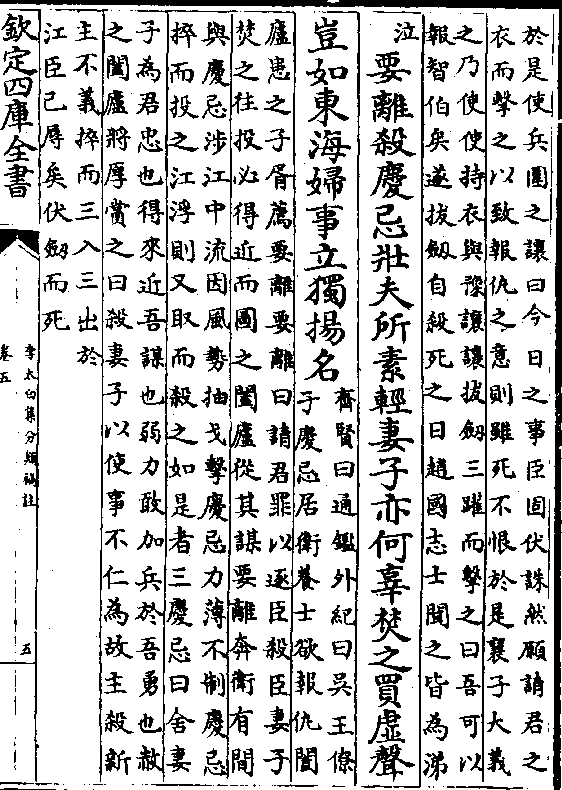 於是使兵圍之讓曰今日之事臣固伏誅然願請君之
衣而擊之以致報仇之意則雖死不恨於是襄子大義
之乃使使持衣與豫讓讓拔劔三躍而擊之曰吾可以
報智伯矣遂拔劔自殺死之日趙國志士聞之皆為涕
泣
要離殺慶忌壯夫所素輕妻子亦何辜焚之買虛聲
豈如東海婦事立獨揚名
齊賢曰通鑑外紀曰吳王僚
子慶忌居衛養士欲報仇闔
廬患之子胥薦要離要離曰請君罪以逐臣殺臣妻子
焚之往投必得近而圖之闔廬從其謀要離奔衛有間
與慶忌涉江中流因風勢抽戈擊慶忌力薄不制慶忌
捽而投之江浮則又取而殺之如是者三慶忌曰舍妻
子為君忠也得來近吾謀也弱力敢加兵於吾勇也赦
之闔廬將厚賞之曰殺妻子以使事不仁為故主殺新
主不義捽而三入三出於
江臣已辱矣伏劔而死
欽定四庫全書
李太白集分類補註
卷五
五